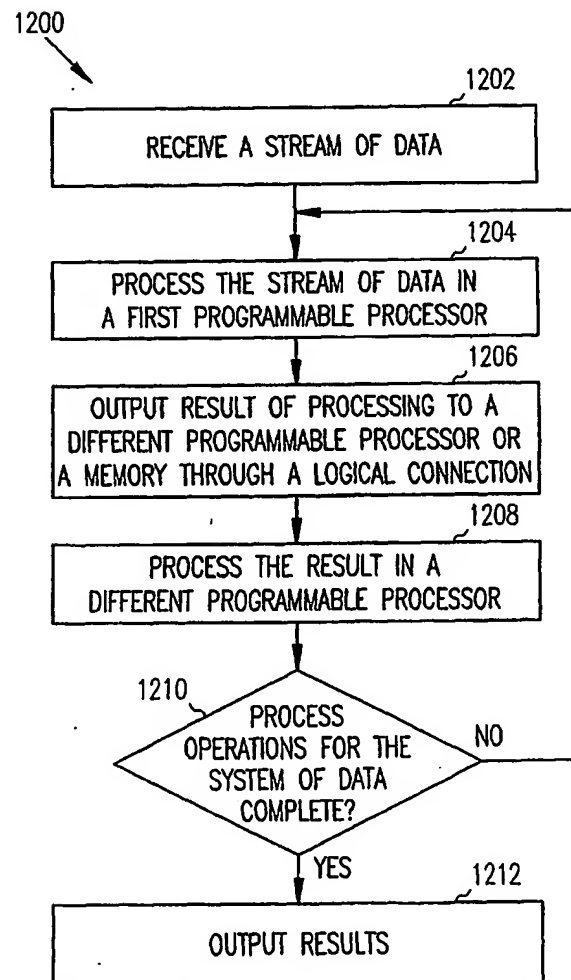 1200
1202
RECEIVE A STREAM OF DATA
1204
PROCESS THE STREAM OF DATA IN
A FIRST PROGRAMMABLE PROCESSOR
1206
OUTPUT RESULT OF PROCESSING TO A
DIFFERENT PROGRAMMABLE PROCESSOR OR
A MEMORY THROUGH A LOGICAL CONNECTION
1208
PROCESS THE RESULT IN A
DIFFERENT PROGRAMMABLE PROCESSOR
1210
PROCESS
OPERATIONS FOR THE
SYSTEM OF DATA
COMPLETE?
NO
YES
1212
OUTPUT RESULTS